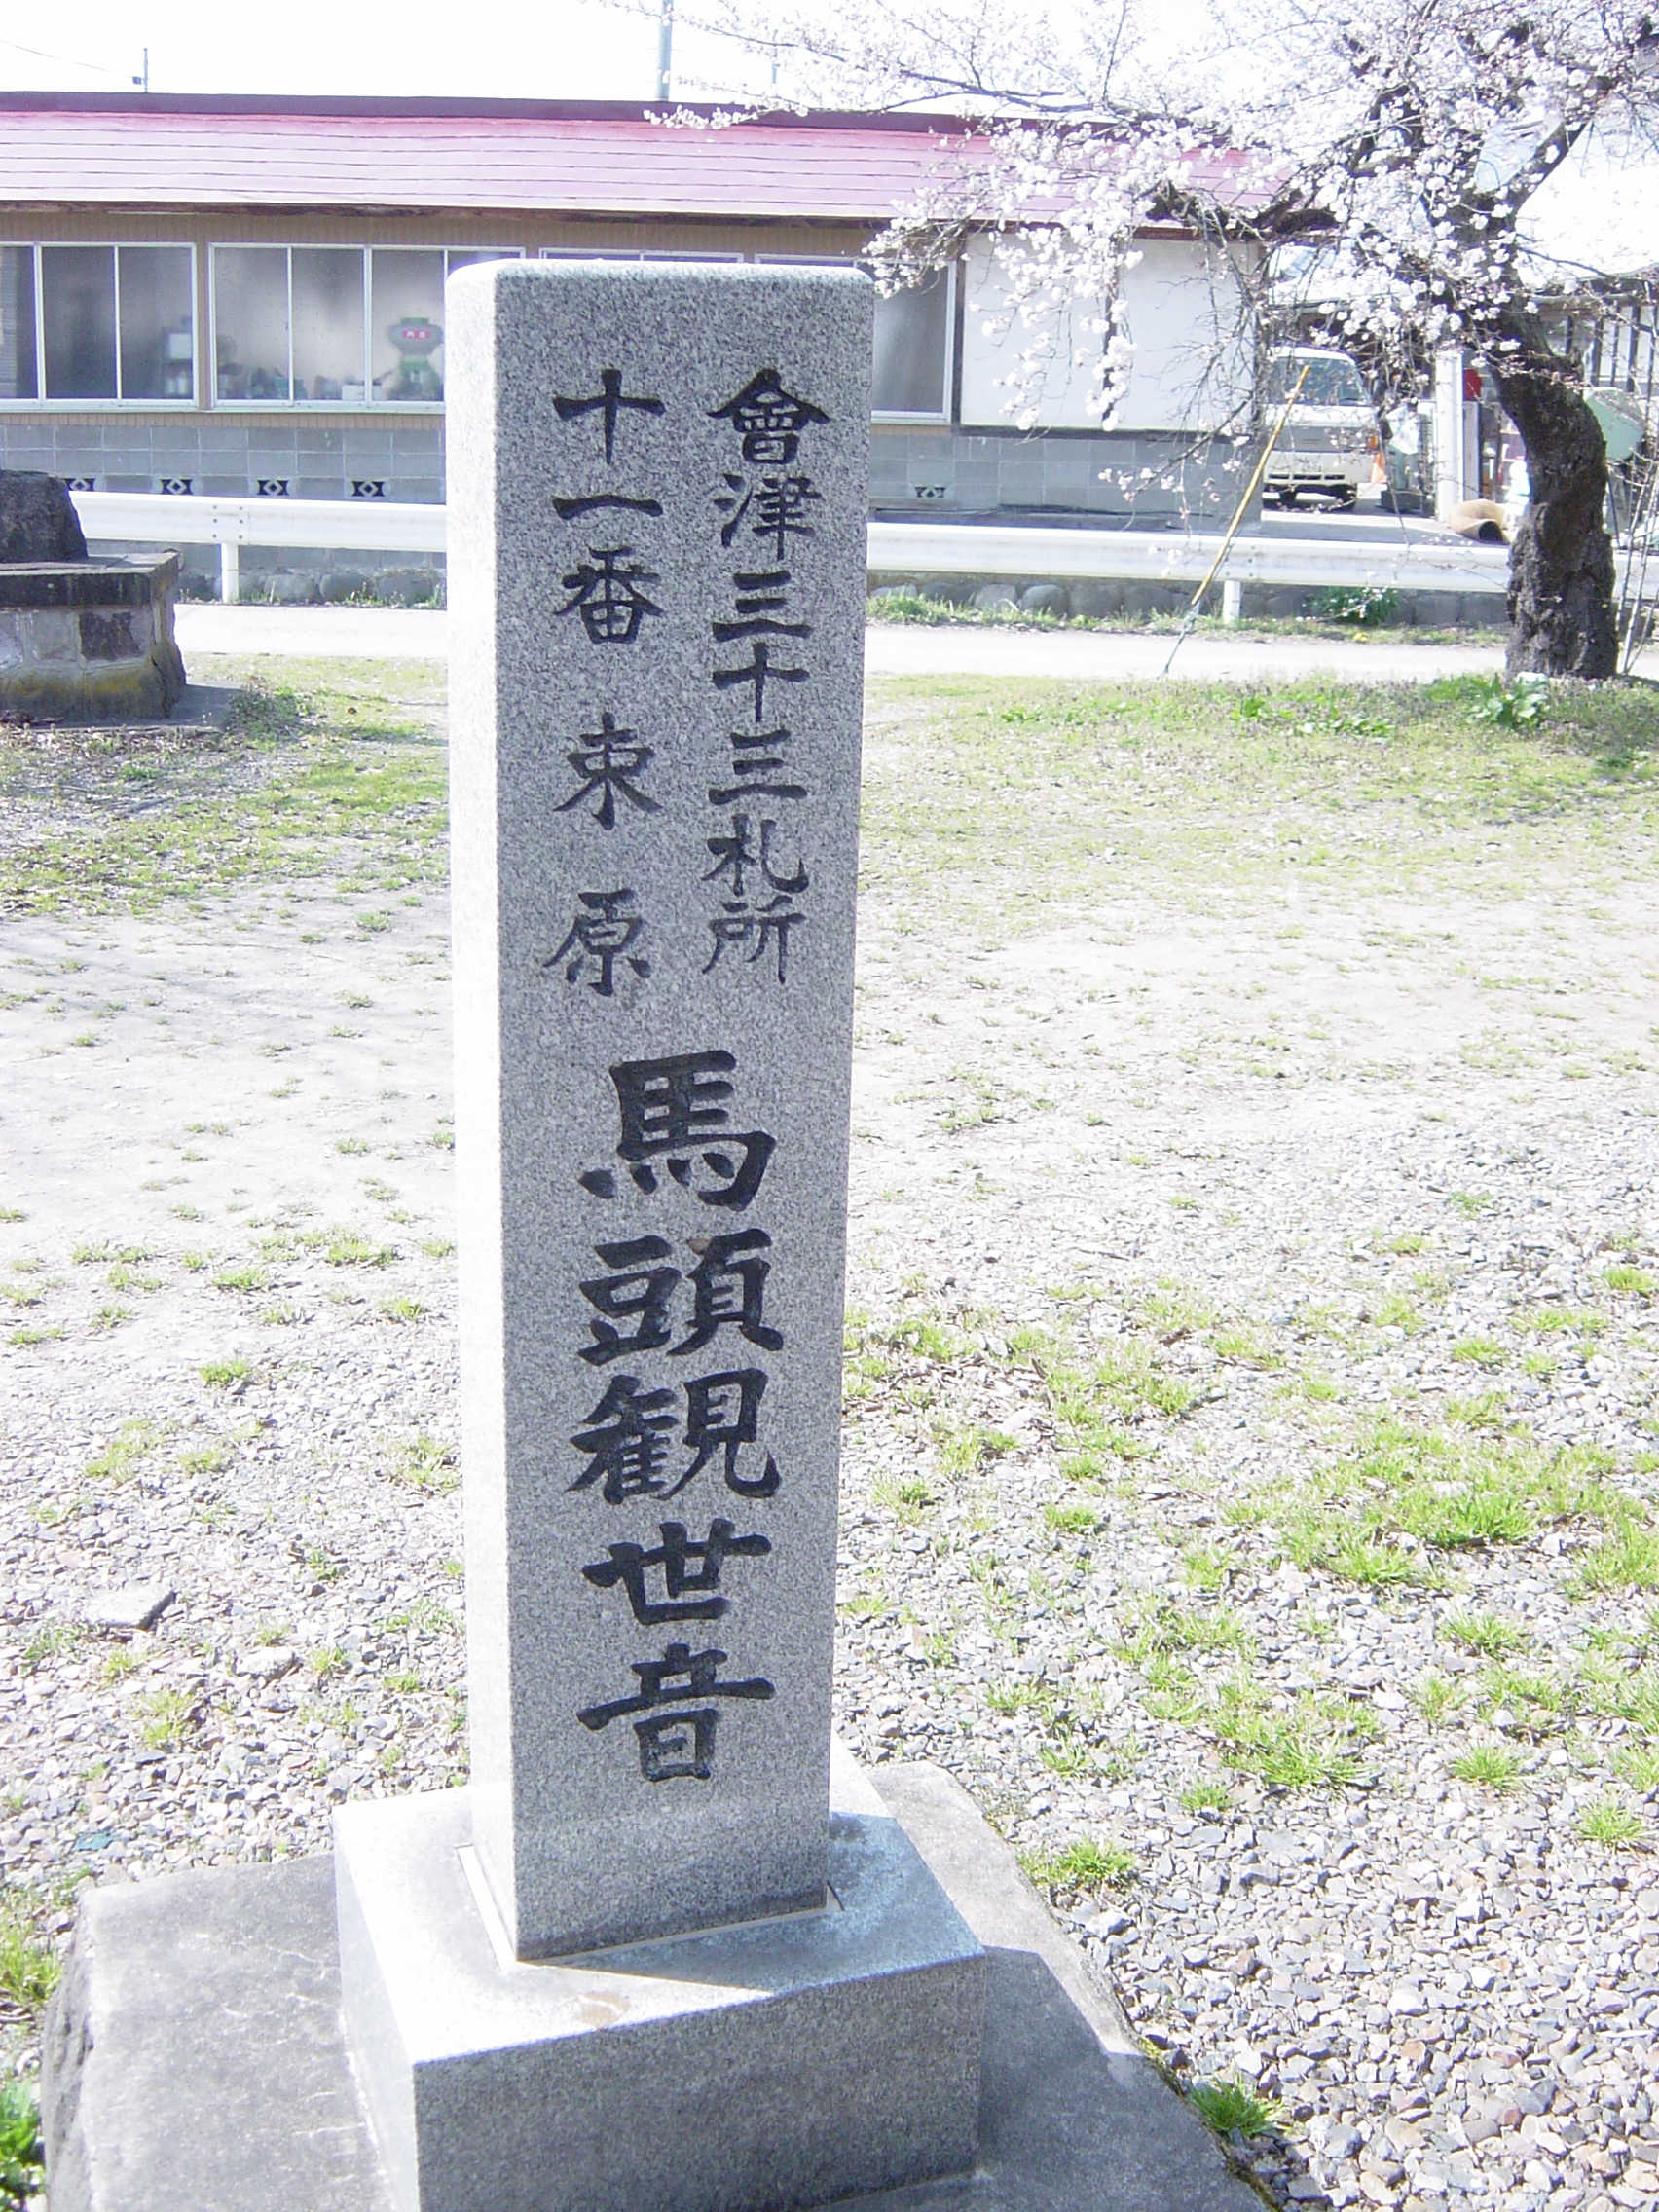 會津三十三札所
十一番束原
馬頭観世音